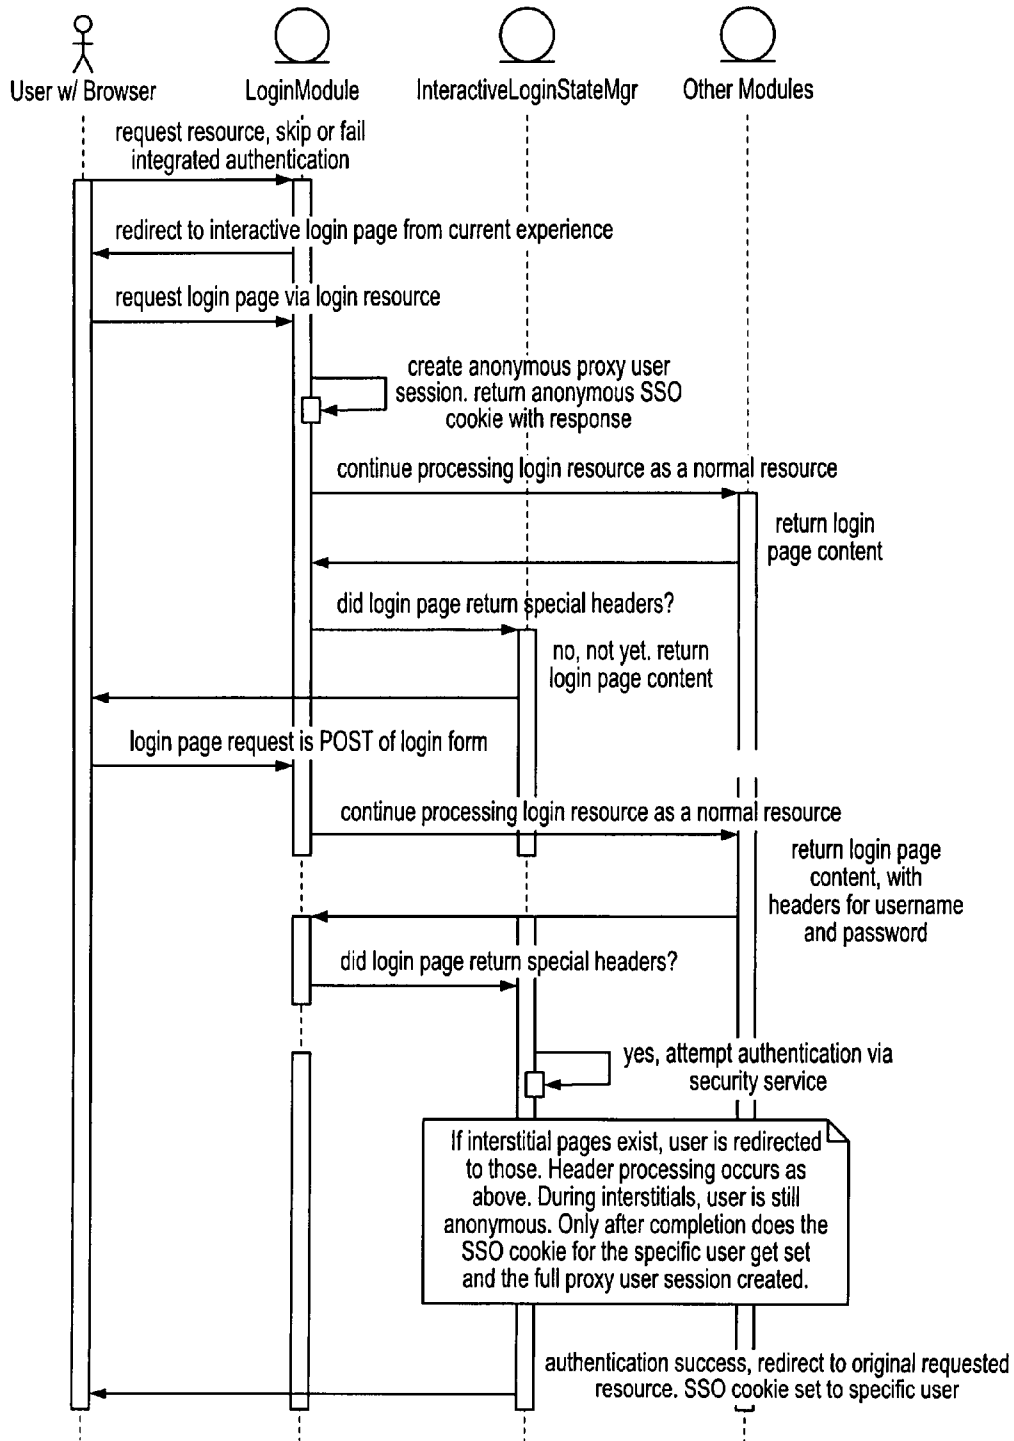 User w/ Browser
LoginModule
InteractiveLoginStateMgr
Other Modules
request resource, skip or fail
integrated authentication
redirect to interactive login page from current experience
request login page via login resource
create anonymous proxy user
session. return anonymous SSO
cookie with response
continue processing login resource as a normal resource
return login
page content
did login page return special headers?
no, not yet. return
login page content
login page request is POST of login form
continue processing login resource as a normal resource
return login page
content, with
headers for username
and password
did login page return special headers?
yes, attempt authentication via
security service
If interstitial pages exist, user is redirected
to those. Header processing occurs as
above. During interstitials, user is still
anonymous. Only after completion does the
SSO cookie for the specific user get set
and the full proxy user session created.
authentication success, redirect to original requested
resource. SSO cookie set to specific user